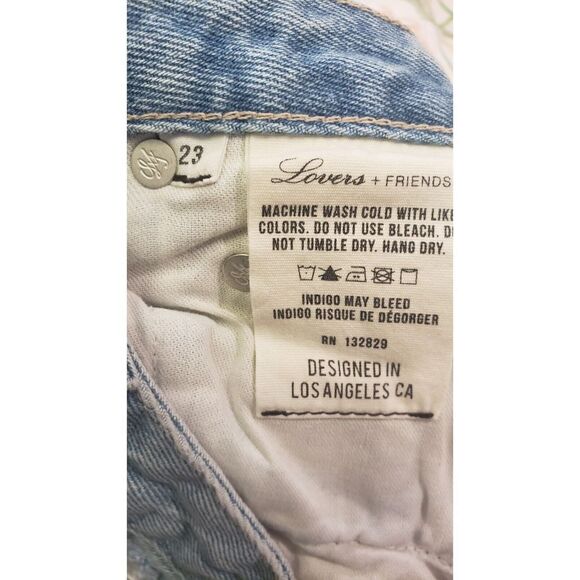 23
Lovers + FRIENDS
MACHINE WASH COLD WITH LIKE
COLORS. DO NOT USE BLEACH. DO
NOT TUMBLE DRY. HANG DRY.
INDIGO MAY BLEED
INDIGO RISQUE DE DÉGORGER
RN 132829
DESIGNED IN
LOS ANGELES CA